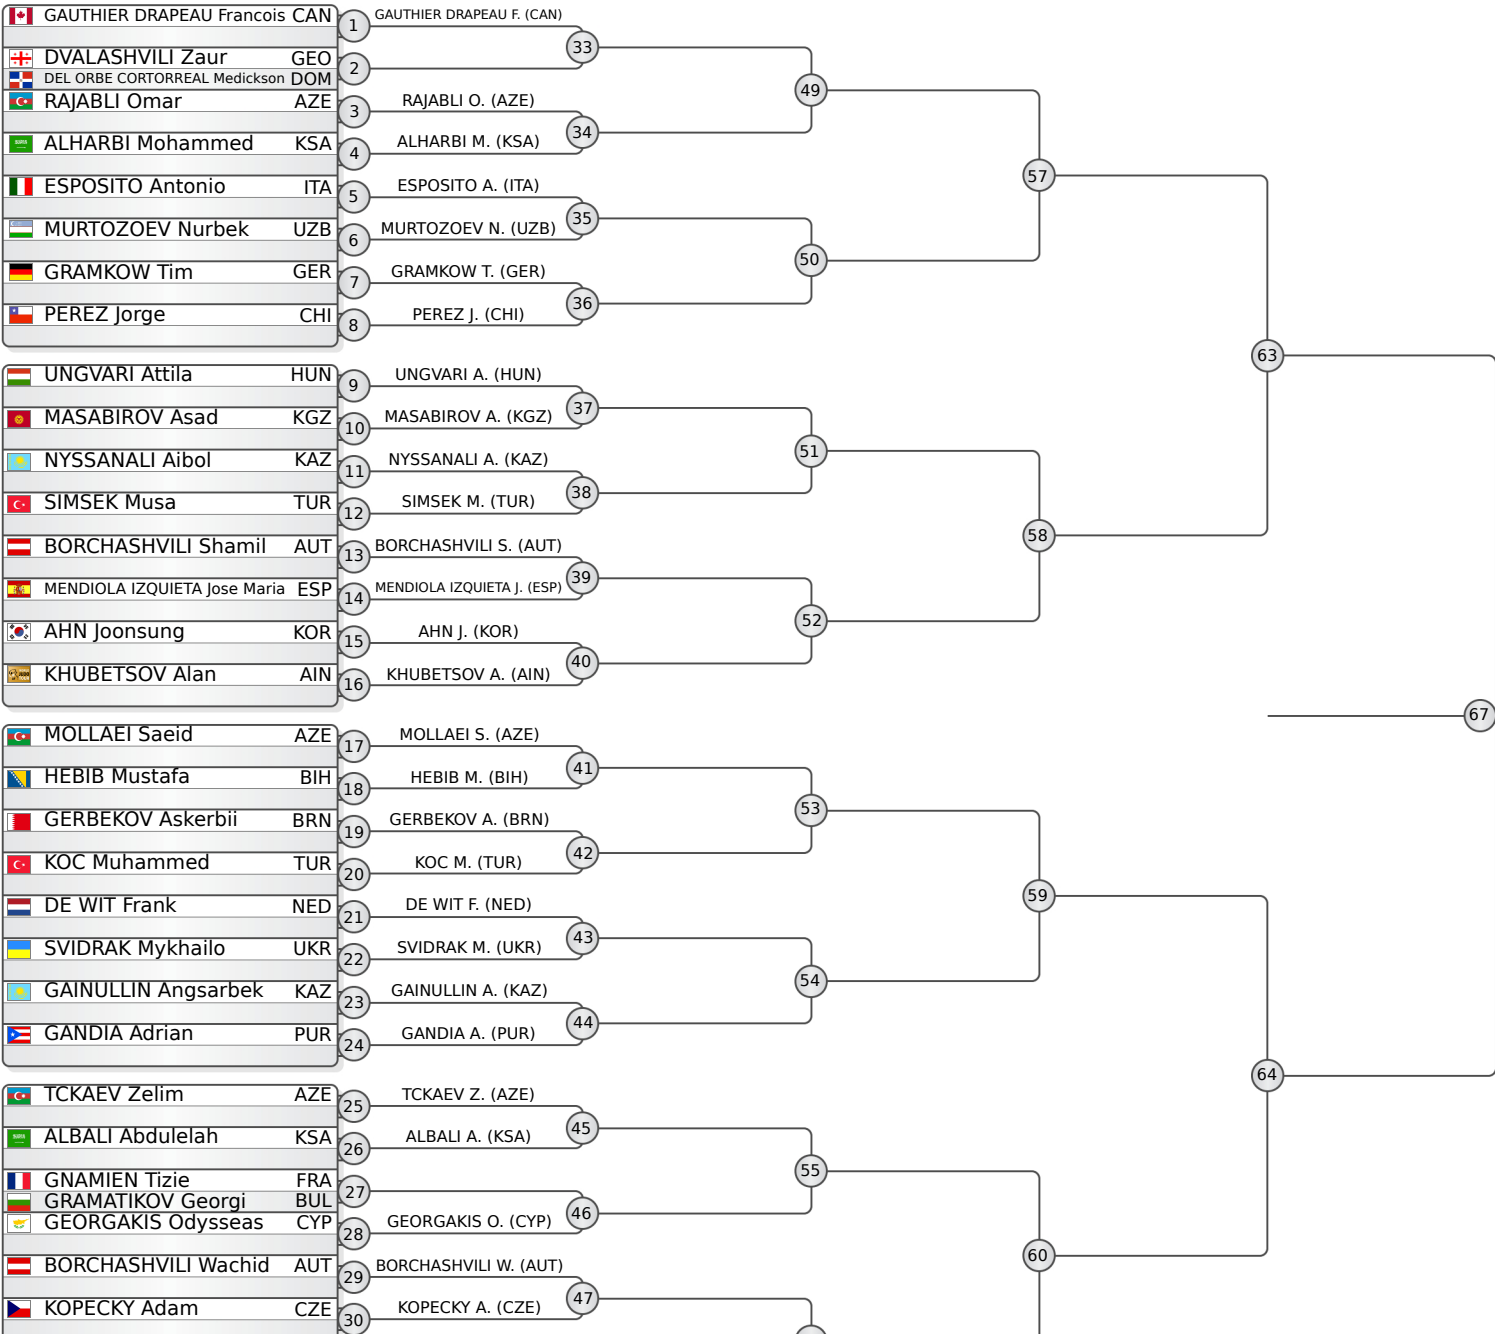 GAUTHIER DRAPEAU Francois CAN 1 GAUTHIER DRAPEAU F. (CAN)
33
DVALASHVILI Zaur GEO 2
DEL ORBE CORTORREAL Medickson DOM
49
RAJABLI Omar AZE 3 RAJABLI O. (AZE)
34
ALHARBI Mohammed KSA 4 ALHARBI M. (KSA)
57
ESPOSITO Antonio ITA 5 ESPOSITO A. (ITA)
35
MURTOZOEV Nurbek UZB 6 MURTOZOEV N. (UZB)
50
GRAMKOW Tim GER 7 GRAMKOW T. (GER)
36
PEREZ Jorge CHI 8 PEREZ J. (CHI)
63
UNGVARI Attila HUN 9 UNGVARI A. (HUN)
37
MASABIROV Asad KGZ 10 MASABIROV A. (KGZ)
51
NYSSANALI Aibol KAZ 11 NYSSANALI A. (KAZ)
38
SIMSEK Musa TUR 12 SIMSEK M. (TUR)
58
BORCHASHVILI Shamil AUT 13 BORCHASHVILI S. (AUT)
39
MENDIOLA IZQUIETA Jose Maria ESP 14 MENDIOLA IZQUIETA J. (ESP)
52
AHN Joonsung KOR 15 AHN J. (KOR)
40
KHUBETSOV Alan AIN 16 KHUBETSOV A. (AIN)
67
MOLLAEI Saeid AZE 17 MOLLAEI S. (AZE)
41
HEBIB Mustafa BIH 18 HEBIB M. (BIH)
53
GERBEKOV Askerbii BRN 19 GERBEKOV A. (BRN)
42
KOC Muhammed TUR 20 KOC M. (TUR)
59
DE WIT Frank NED 21 DE WIT F. (NED)
43
SVIDRAK Mykhailo UKR 22 SVIDRAK M. (UKR)
54
GAINULLIN Angsarbek KAZ 23 GAINULLIN A. (KAZ)
44
GANDIA Adrian PUR 24 GANDIA A. (PUR)
64
TCKAEV Zelim AZE 25 TCKAEV Z. (AZE)
45
ALBALI Abdulelah KSA 26 ALBALI A. (KSA)
55
GNAMIEN Tizie FRA 27
GRAMATIKOV Georgi BUL
46
GEORGAKIS Odysseas CYP 28 GEORGAKIS O. (CYP)
60
BORCHASHVILI Wachid AUT 29 BORCHASHVILI W. (AUT)
47
KOPECKY Adam CZE 30 KOPECKY A. (CZE)